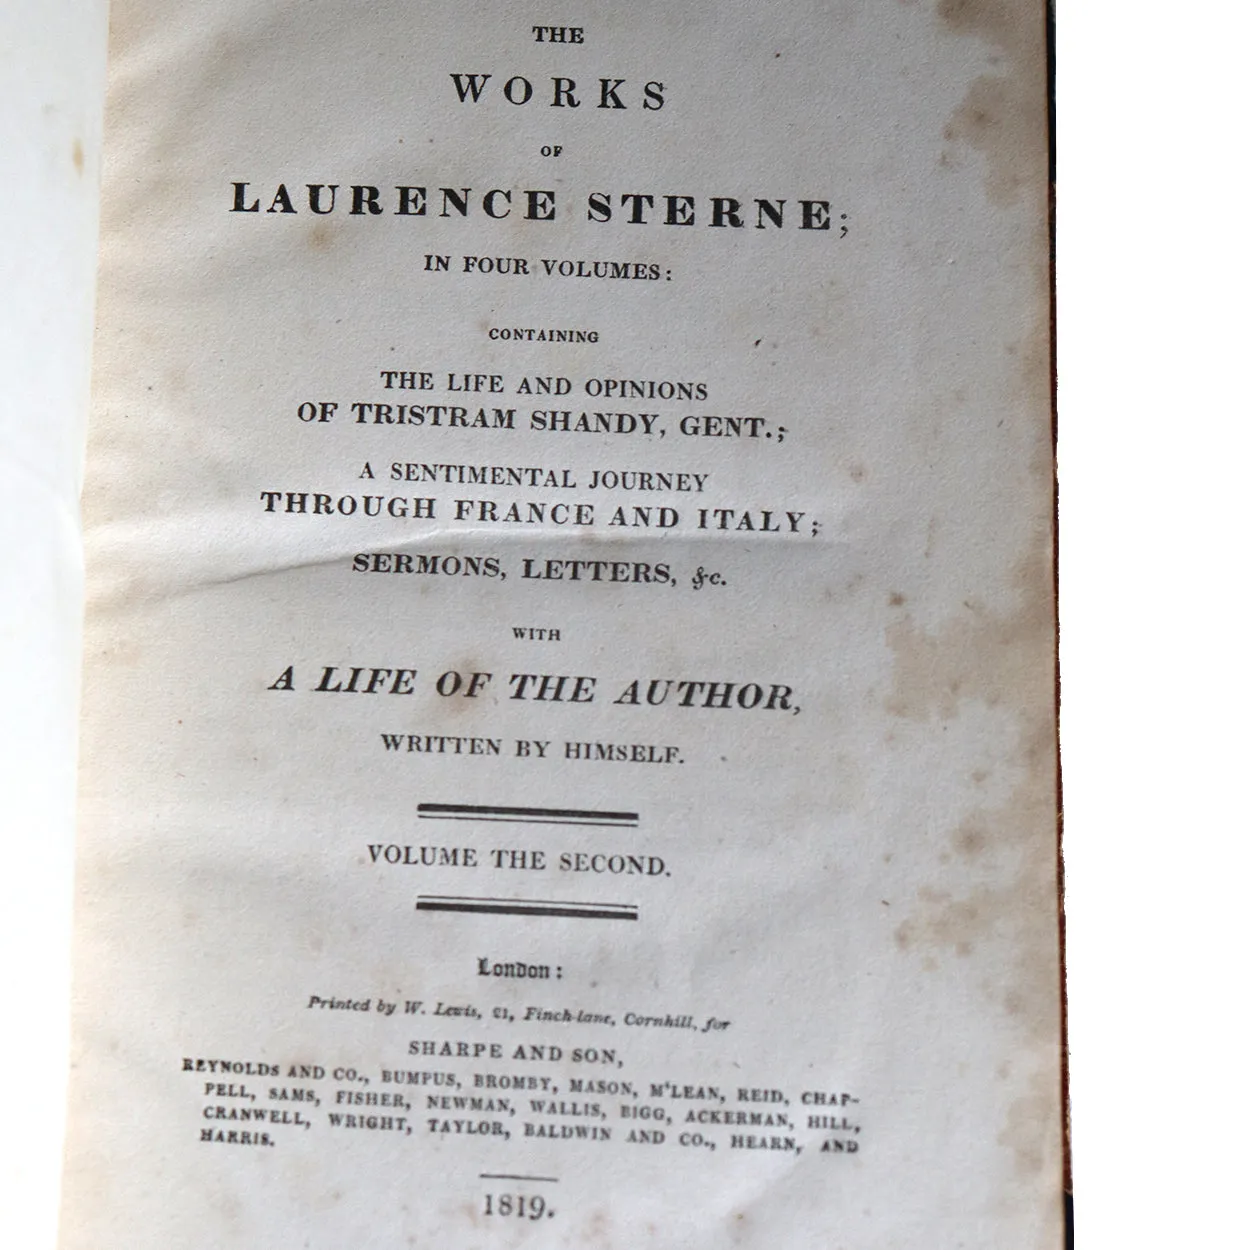 THE
WORKS
OF
LAURENCE STERNE;
IN FOUR VOLUMES:
CONTAINING
THE LIFE AND OPINIONS
OF TRISTRAM SHANDY, GENT.;
A SENTIMENTAL JOURNEY
THROUGH FRANCE AND ITALY;
SERMONS, LETTERS, &c.
WITH
A LIFE OF THE AUTHOR,
WRITTEN BY HIMSELF.
VOLUME THE SECOND.
London:
Printed by W. Lewis, 21, Finch-lane, Cornhill, for
SHARPE AND SON,
REYNOLDS AND CO., BUMPUS, BROMBY, MASON, M'LEAN, REID, CHAP-
PELL, SAMS, FISHER, NEWMAN, WALLIS, BIGG, ACKERMAN, HILL,
CRANWELL, WRIGHT, TAYLOR, BALDWIN AND CO., HEARN, AND
HARRIS.
1819.